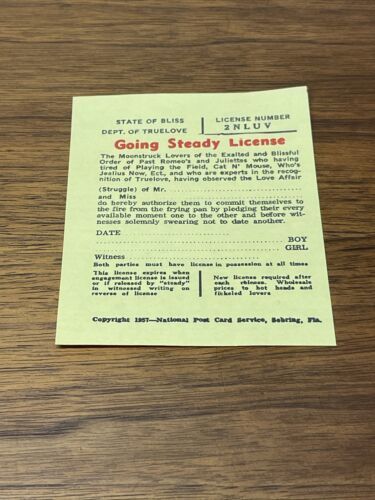 STATE OF BLISS
DEPT. OF TRUELOVE
LICENSE NUMBER
2NLUV
Going Steady License
The Moonstruck Lovers of the Exalted and Blissful
Order of Past Romeo's and Juliettes who having
tired of Playing the Field, Cat N' Mouse, Who's
Jealius Now, Ect., and who are experts in the recog-
nition of Truelove, having observed the Love Affair
(Struggle) of Mr.
and Miss
do hereby authorize them to commit themselves to
the fire from the frying pan by pledging their every
available moment one to the other and before wit-
nesses solemnly swearing not to date another.
DATE
BOY
GIRL
Witness
Both parties must have license in possession at all times
This license expires when
engagement license is issued
or if released by "steady"
in witnessed writing on
reverse of license
New license required after
each rbiness. Wholesale
prices to hot heads and
fickeled lovers
Copyright 1957—National Post Card Service, Sebring, Fla.